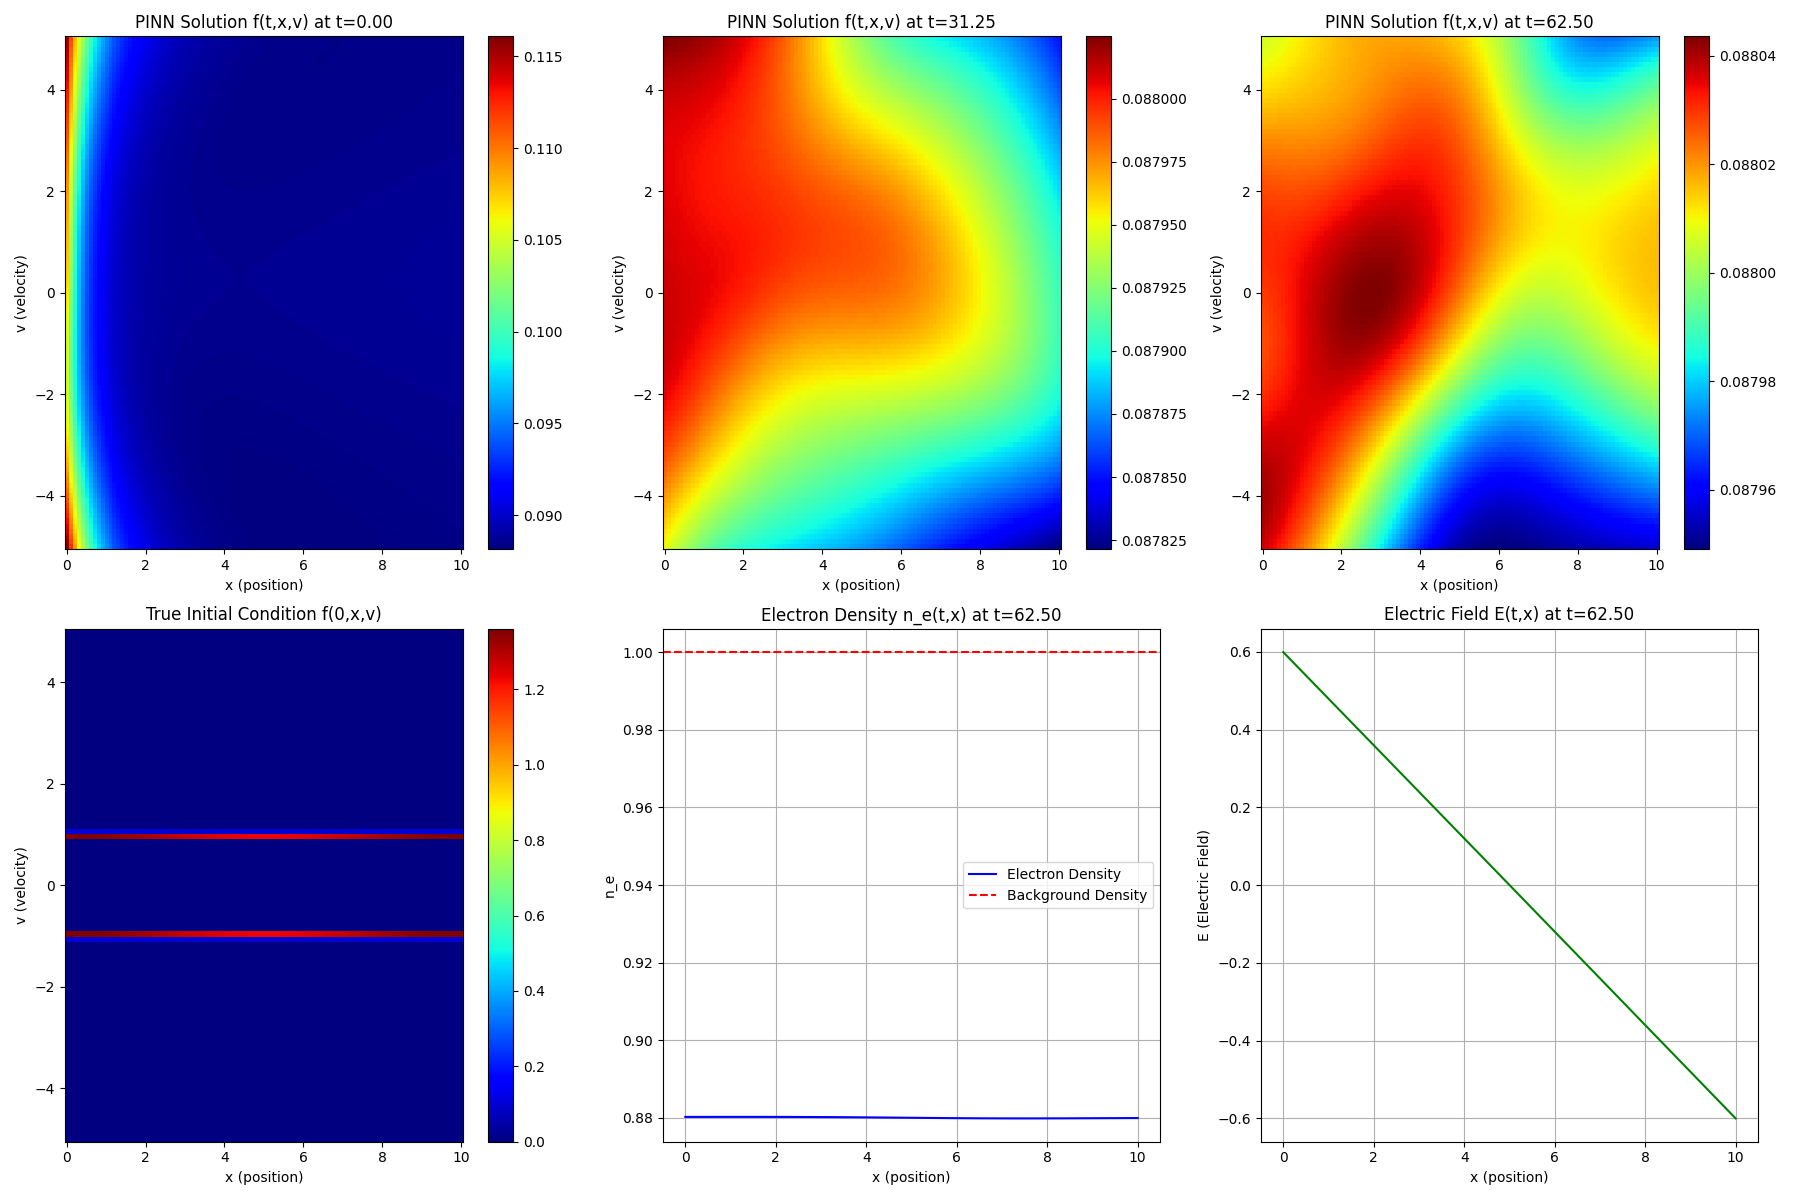 PINN Solution f(t,x,v) at t=0.00
v (velocity)
4
2
0
−2
−4
0 2 4 6 8 10
x (position)
0.115
0.110
0.105
0.100
0.095
0.090
PINN Solution f(t,x,v) at t=31.25
v (velocity)
4
2
0
−2
−4
0 2 4 6 8 10
x (position)
0.088000
0.087975
0.087950
0.087925
0.087900
0.087875
0.087850
0.087825
PINN Solution f(t,x,v) at t=62.50
v (velocity)
4
2
0
−2
−4
0 2 4 6 8 10
x (position)
0.08804
0.08802
0.08800
0.08798
0.08796
True Initial Condition f(0,x,v)
v (velocity)
4
2
0
−2
−4
0 2 4 6 8 10
x (position)
1.2
1.0
0.8
0.6
0.4
0.2
0.0
Electron Density n_e(t,x) at t=62.50
n_e
1.00
0.98
0.96
0.94
0.92
0.90
0.88
Electron Density
Background Density
0 2 4 6 8 10
x (position)
Electric Field E(t,x) at t=62.50
E (Electric Field)
0.6
0.4
0.2
0.0
−0.2
−0.4
−0.6
0 2 4 6 8 10
x (position)